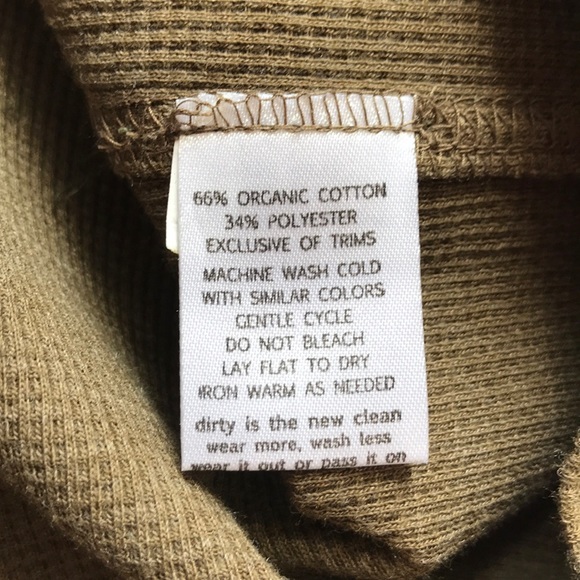 66% ORGANIC COTTON
34% POLYESTER
EXCLUSIVE OF TRIMS
MACHINE WASH COLD
WITH SIMILAR COLORS
GENTLE CYCLE
DO NOT BLEACH
LAY FLAT TO DRY
IRON WARM AS NEEDED
dirty is the new clean
wear more, wash less
wear it out or pass it on